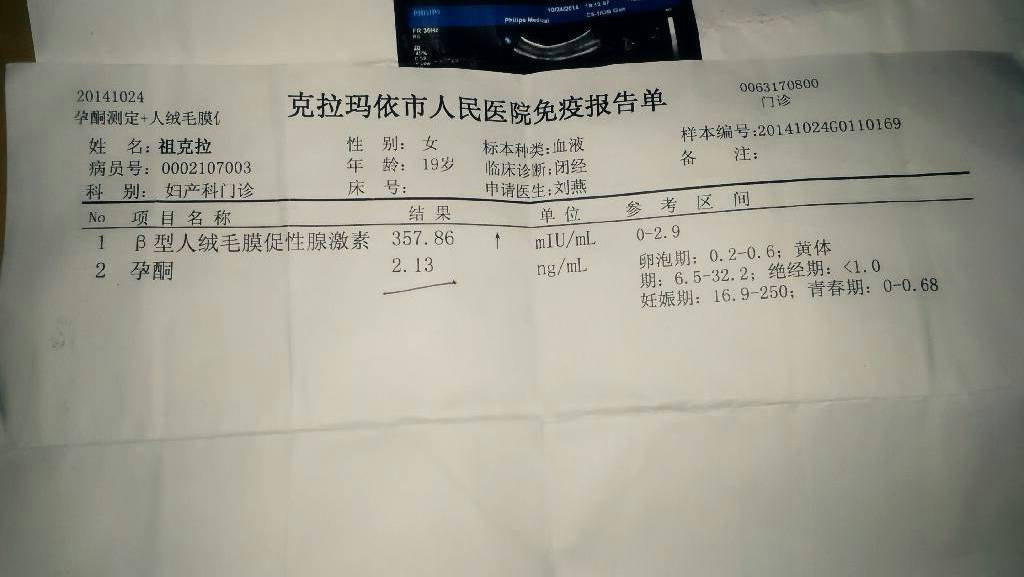 PHILIPS
10/24/2014
Philips Medical
FR 36Hz
20141024
孕酮测定+人绒毛膜
克拉玛依市人民医院免疫报告单
0063170800
门诊
姓 名:祖克拉 性 别: 女 标本种类:血液 样本编号:20141024G0110169
病员号: 0002107003 年 龄: 19岁 临床诊断:闭经 备 注:
科 别: 妇产科门诊 床 号: 申请医生:刘燕
No 项目名称 结果 单位 参考区间
1 β型人绒毛膜促性腺激素 357.86 ↑ mIU/mL 0-2.9
2 孕酮 2.13 ng/mL 卵泡期: 0.2-0.6; 黄体
期: 6.5-32.2; 绝经期: <1.0
妊娠期: 16.9-250; 青春期: 0-0.68